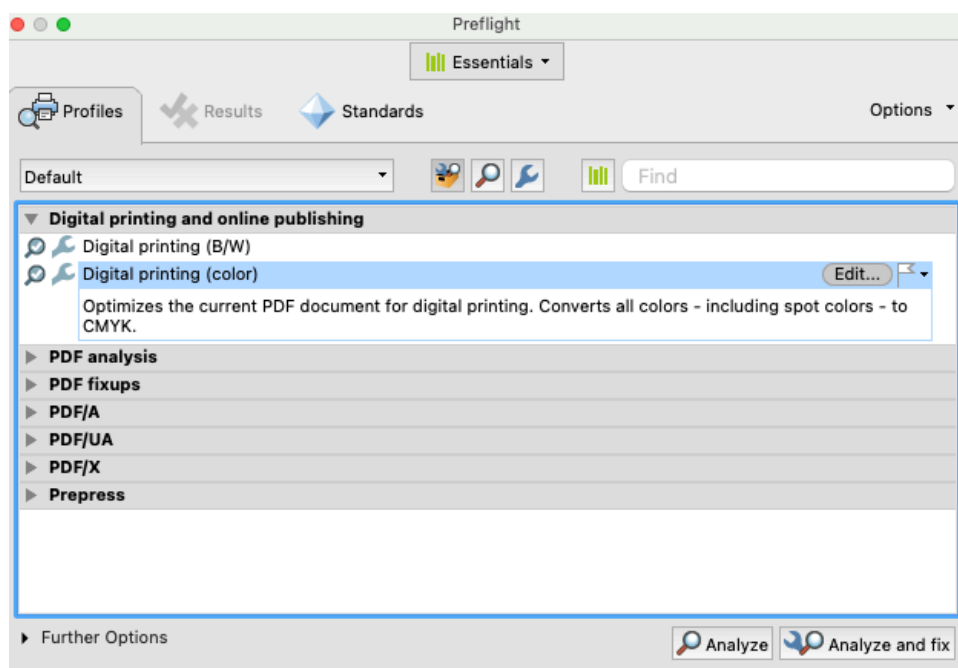 Preflight
Essentials
Profiles
Results
Standards
Options
Default
Find
Digital printing and online publishing
Digital printing (B/W)
Digital printing (color)
Edit...
Optimizes the current PDF document for digital printing. Converts all colors - including spot colors - to
CMYK.
PDF analysis
PDF fixups
PDF/A
PDF/UA
PDF/X
Prepress
Further Options
Analyze
Analyze and fix